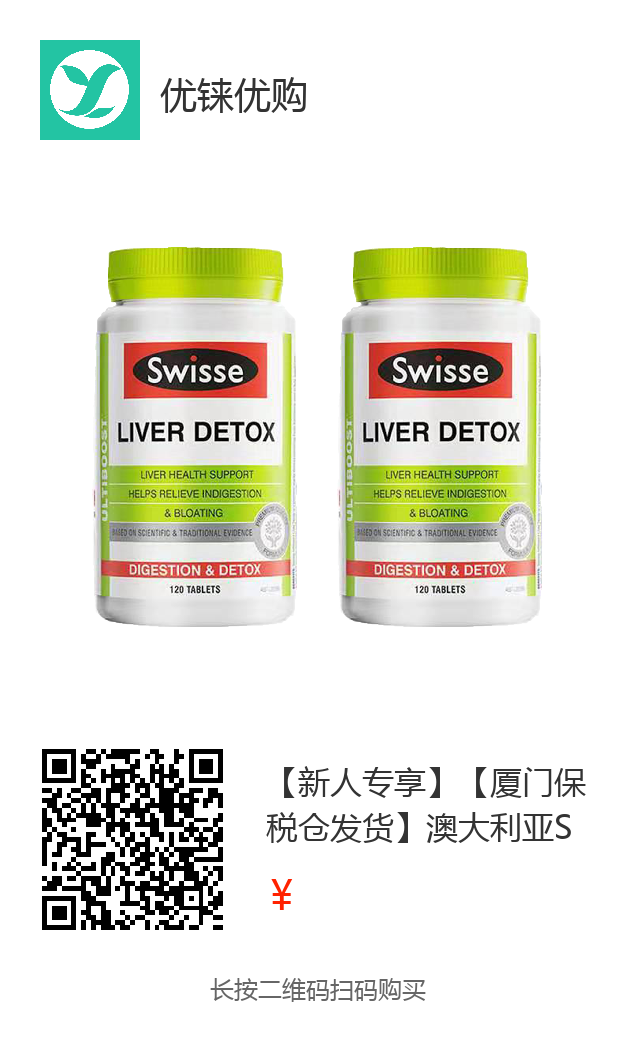 优铼优购
Swisse
LIVER DETOX
LIVER HEALTH SUPPORT
HELPS RELIEVE INDIGESTION
& BLOATING
BASED ON SCIENTIFIC & TRADITIONAL EVIDENCE
DIGESTION & DETOX
120 TABLETS
ULTIBOOST
Swisse
LIVER DETOX
LIVER HEALTH SUPPORT
HELPS RELIEVE INDIGESTION
& BLOATING
BASED ON SCIENTIFIC & TRADITIONAL EVIDENCE
DIGESTION & DETOX
120 TABLETS
ULTIBOOST
【新人专享】【厦门保
税仓发货】澳大利亚S
¥
长按二维码扫码购买